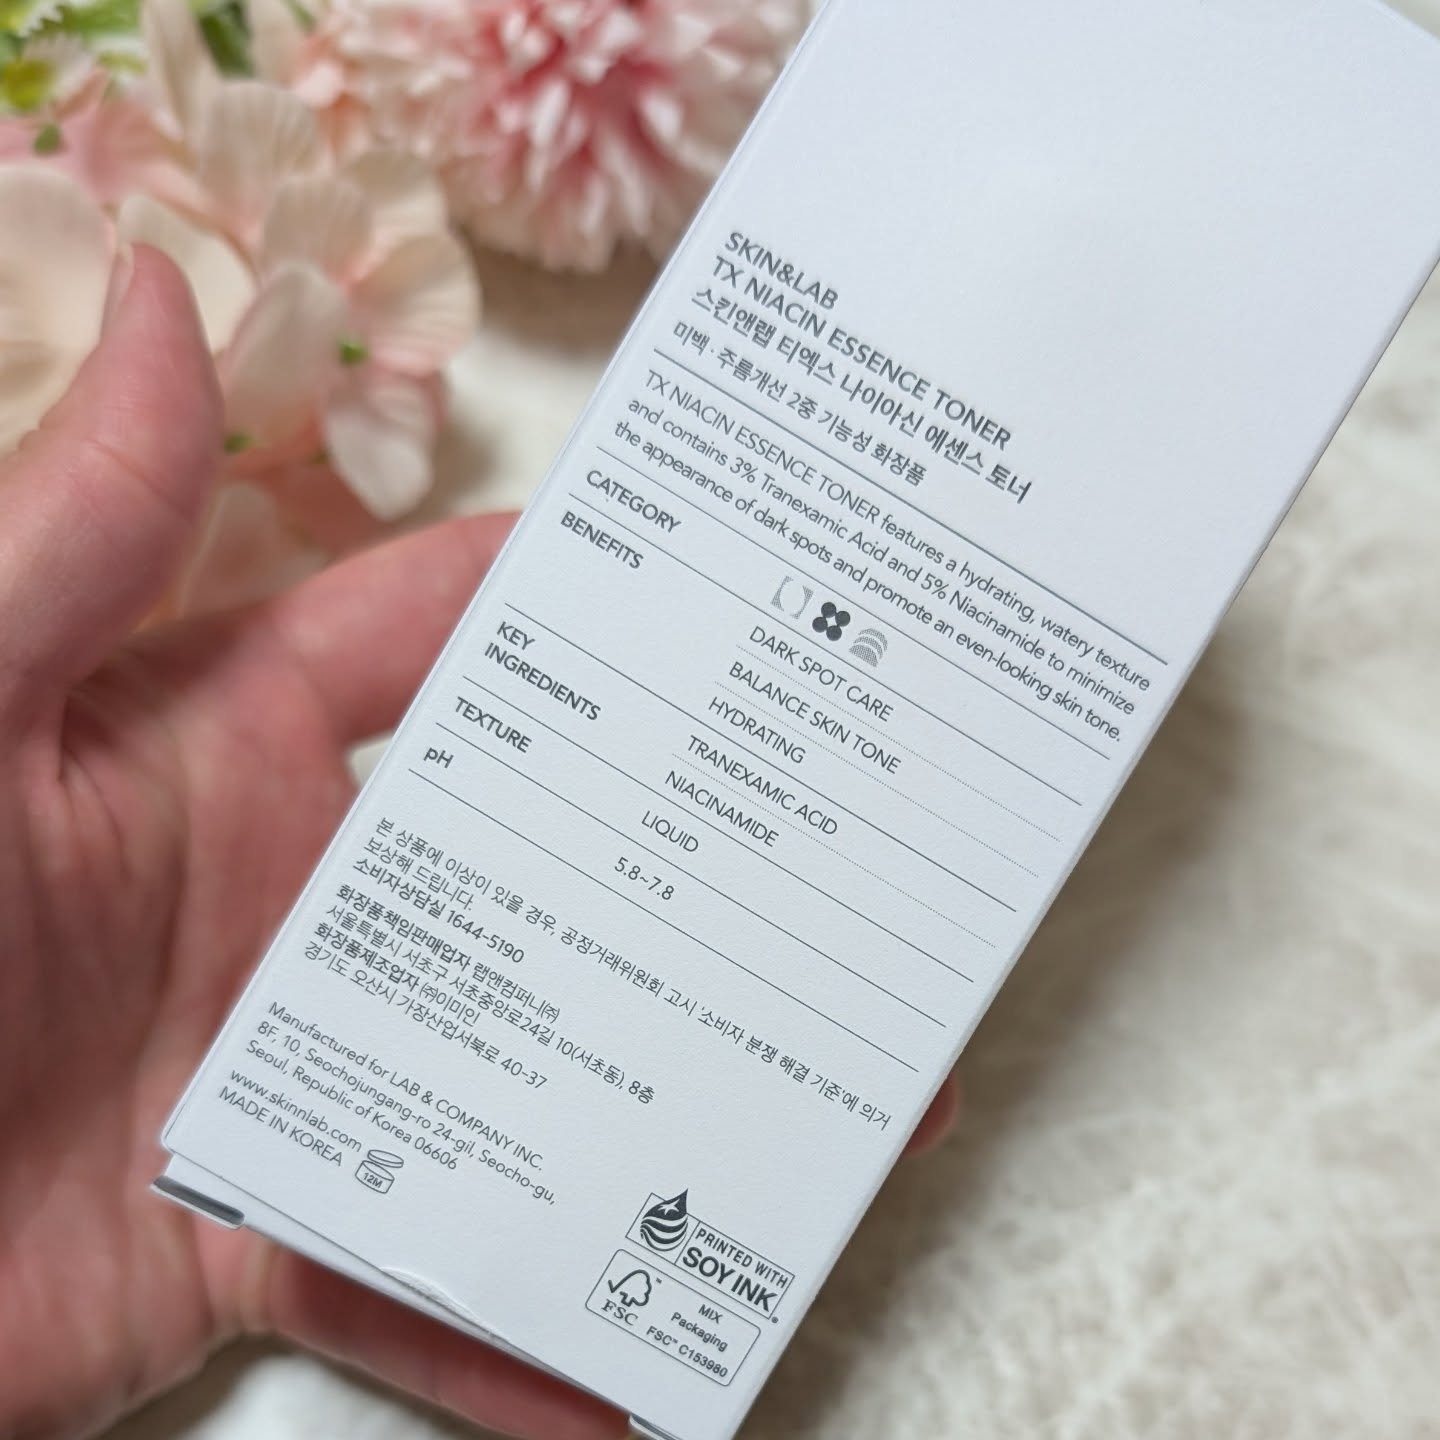 SKIN&LAB
TX NIACIN ESSENCE TONER
스킨앤랩 티엑스 나이아신 에센스 토너
미백 · 주름개선 2중 기능성 화장품
TX NIACIN ESSENCE TONER features a hydrating, watery texture
and contains 3% Tranexamic Acid and 5% Niacinamide to minimize
the appearance of dark spots and promote an even-looking skin tone.
CATEGORY
BENEFITS
DARK SPOT CARE
BALANCE SKIN TONE
HYDRATING
KEY
INGREDIENTS
TRANEXAMIC ACID
NIACINAMIDE
TEXTURE
LIQUID
pH
5.8~7.8
본 상품에 이상이 있을 경우, 공정거래위원회 고시 '소비자 분쟁 해결 기준'에 의거
보상해 드립니다.
소비자상담실 1644-5190
화장품책임판매업자 랩앤컴퍼니㈜
서울특별시 서초구 서초중앙로24길 10(서초동), 8층
화장품제조업자 ㈜이미인
경기도 오산시 가장산업서북로 40-37
Manufactured for LAB & COMPANY INC.
8F, 10, Seochojungang-ro 24-gil, Seocho-gu,
Seoul, Republic of Korea 06606
www.skinnlab.com
MADE IN KOREA
12M
PRINTED WITH
SOY INK
FSC™
MIX
Packaging
FSC™ C153980